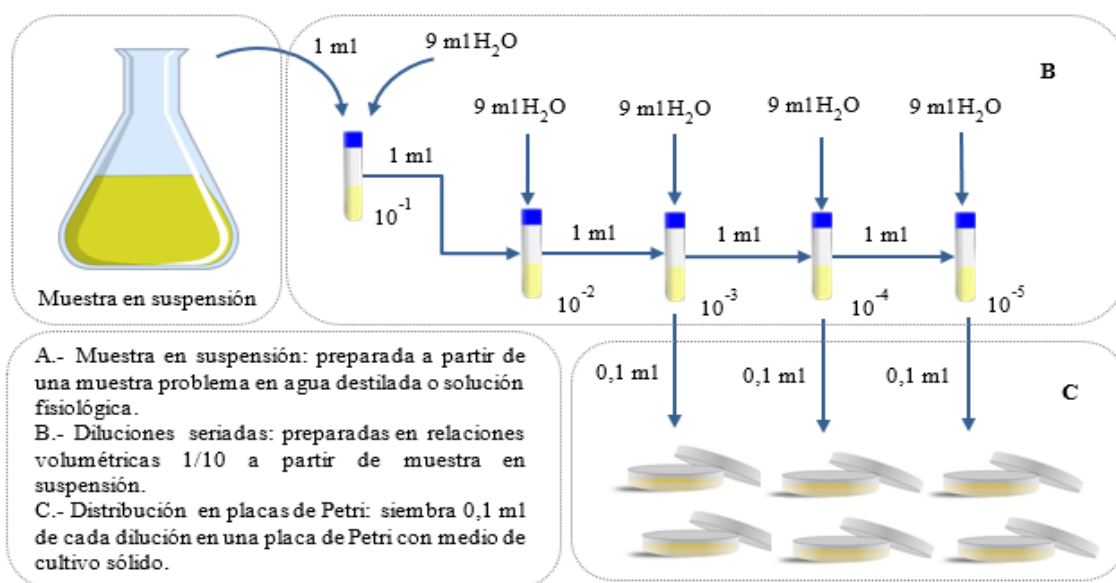 1 ml
9 ml H₂O
B
9 ml H₂O
9 ml H₂O
9 ml H₂O
9 ml H₂O
1 ml
10⁻¹
1 ml
1 ml
1 ml
Muestra en suspensión
10⁻²
10⁻³
10⁻⁴
10⁻⁵
A.- Muestra en suspensión: preparada a partir de
una muestra problema en agua destilada o solución
fisiológica.
B.- Diluciones seriadas: preparadas en relaciones
volumétricas 1/10 a partir de muestra en
suspensión.
C.- Distribución en placas de Petri: siembra 0,1 ml
de cada dilución en una placa de Petri con medio de
cultivo sólido.
0,1 ml
0,1 ml
0,1 ml
C